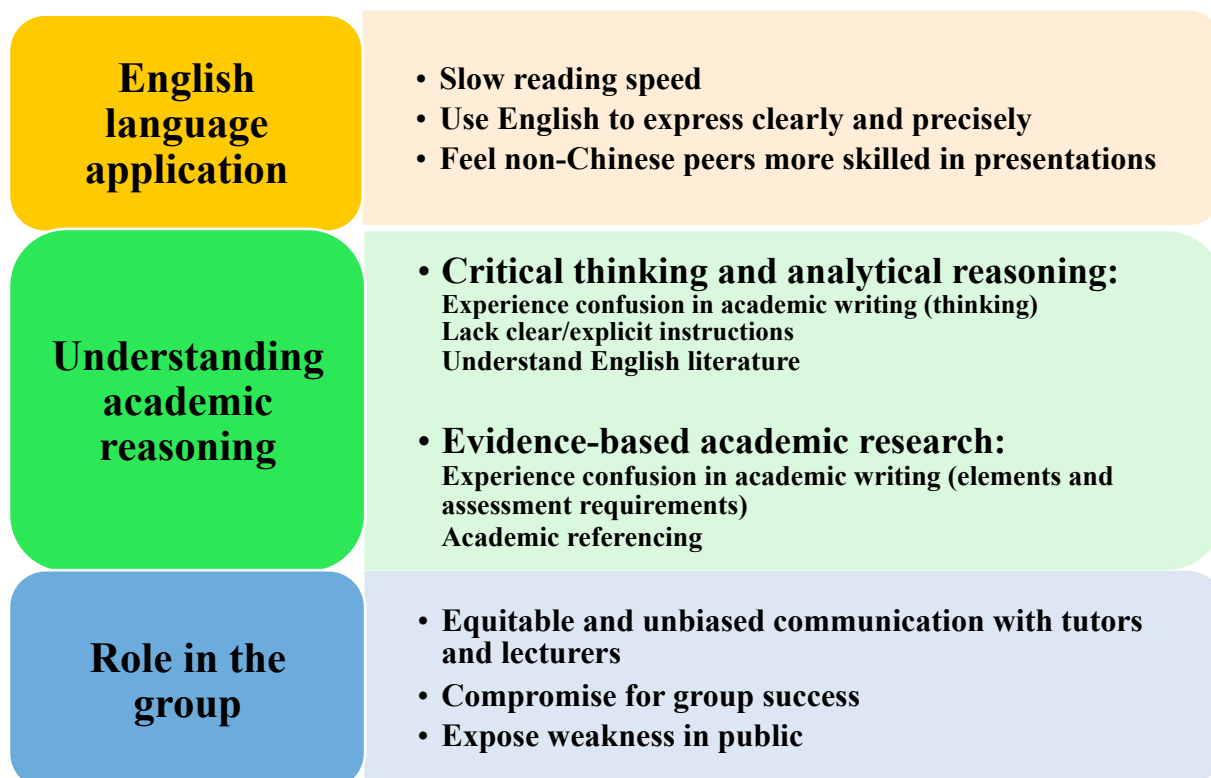 English
language
application
• Slow reading speed
• Use English to express clearly and precisely
• Feel non-Chinese peers more skilled in presentations
Understanding
academic
reasoning
• Critical thinking and analytical reasoning:
Experience confusion in academic writing (thinking)
Lack clear/explicit instructions
Understand English literature
• Evidence-based academic research:
Experience confusion in academic writing (elements and
assessment requirements)
Academic referencing
Role in the
group
• Equitable and unbiased communication with tutors
and lecturers
• Compromise for group success
• Expose weakness in public